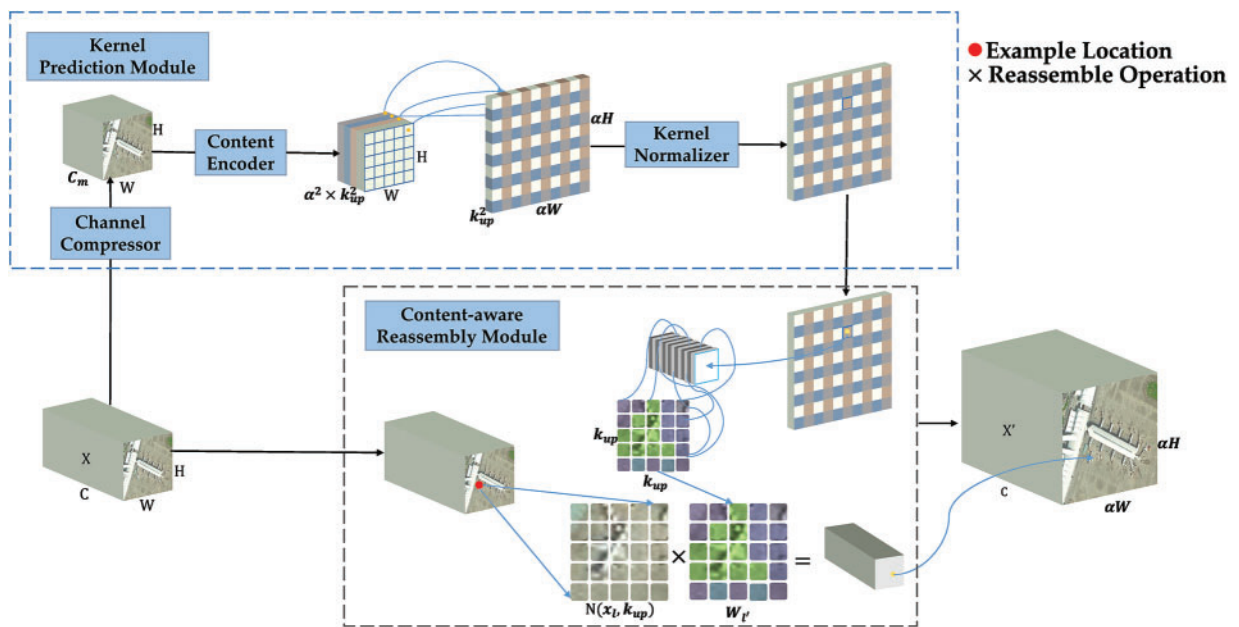 Kernel
Prediction Module
● Example Location
× Reassemble Operation
H
C_m
W
Content
Encoder
H
W
α² × k²_up
αH
αW
k²_up
Kernel
Normalizer
Channel
Compressor
Content-aware
Reassembly Module
X
C
H
W
k_up
k_up
N(x_l, k_up)
×
W_l'
=
X'
C
αH
αW